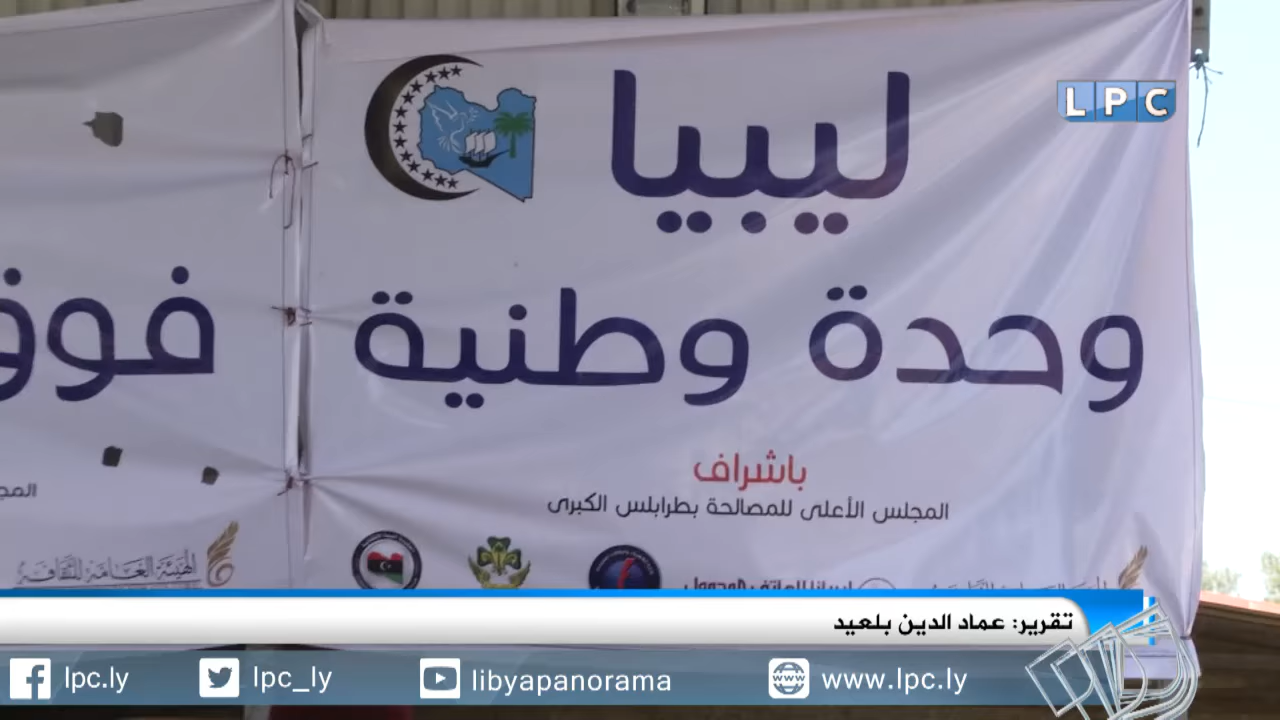 ليبيا
LPC
وحدة وطنية
باشراف
المجلس الأعلى للمصالحة بطرابلس الكبرى
الهيئة العامة للثقافة
تقرير: عماد الدين بلعيد
lpc.ly
lpc_ly
libyapanorama
www.lpc.ly